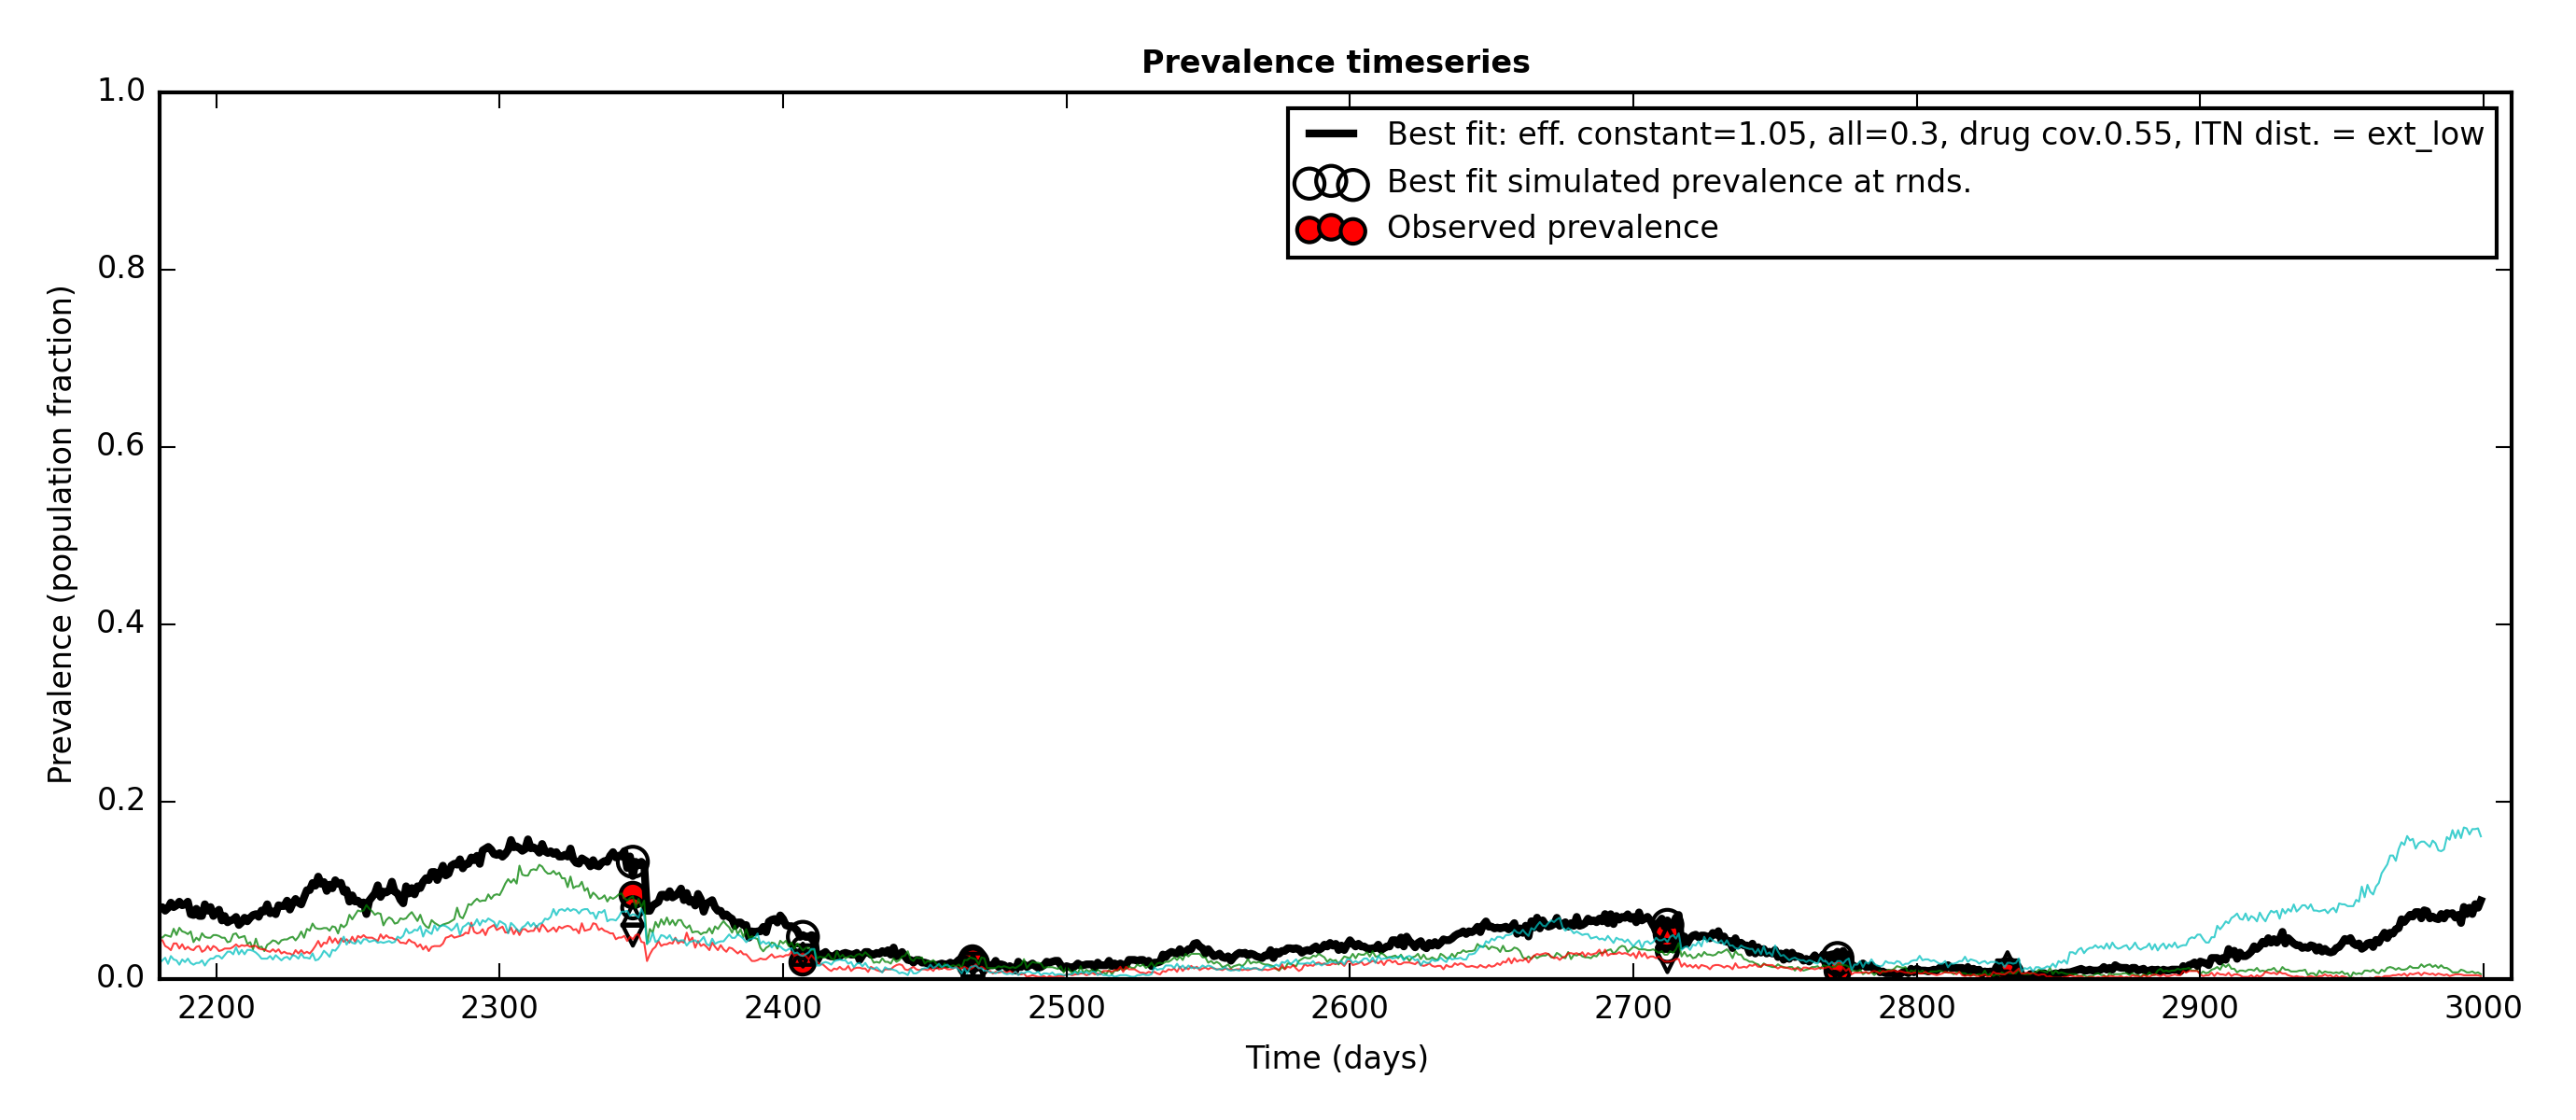 Prevalence timeseries
1.0
0.8
0.6
0.4
0.2
0.0
Prevalence (population fraction)
Best fit: eff. constant=1.05, all=0.3, drug cov.0.55, ITN dist. = ext_low
Best fit simulated prevalence at rnds.
Observed prevalence
2200 2300 2400 2500 2600 2700 2800 2900 3000
Time (days)